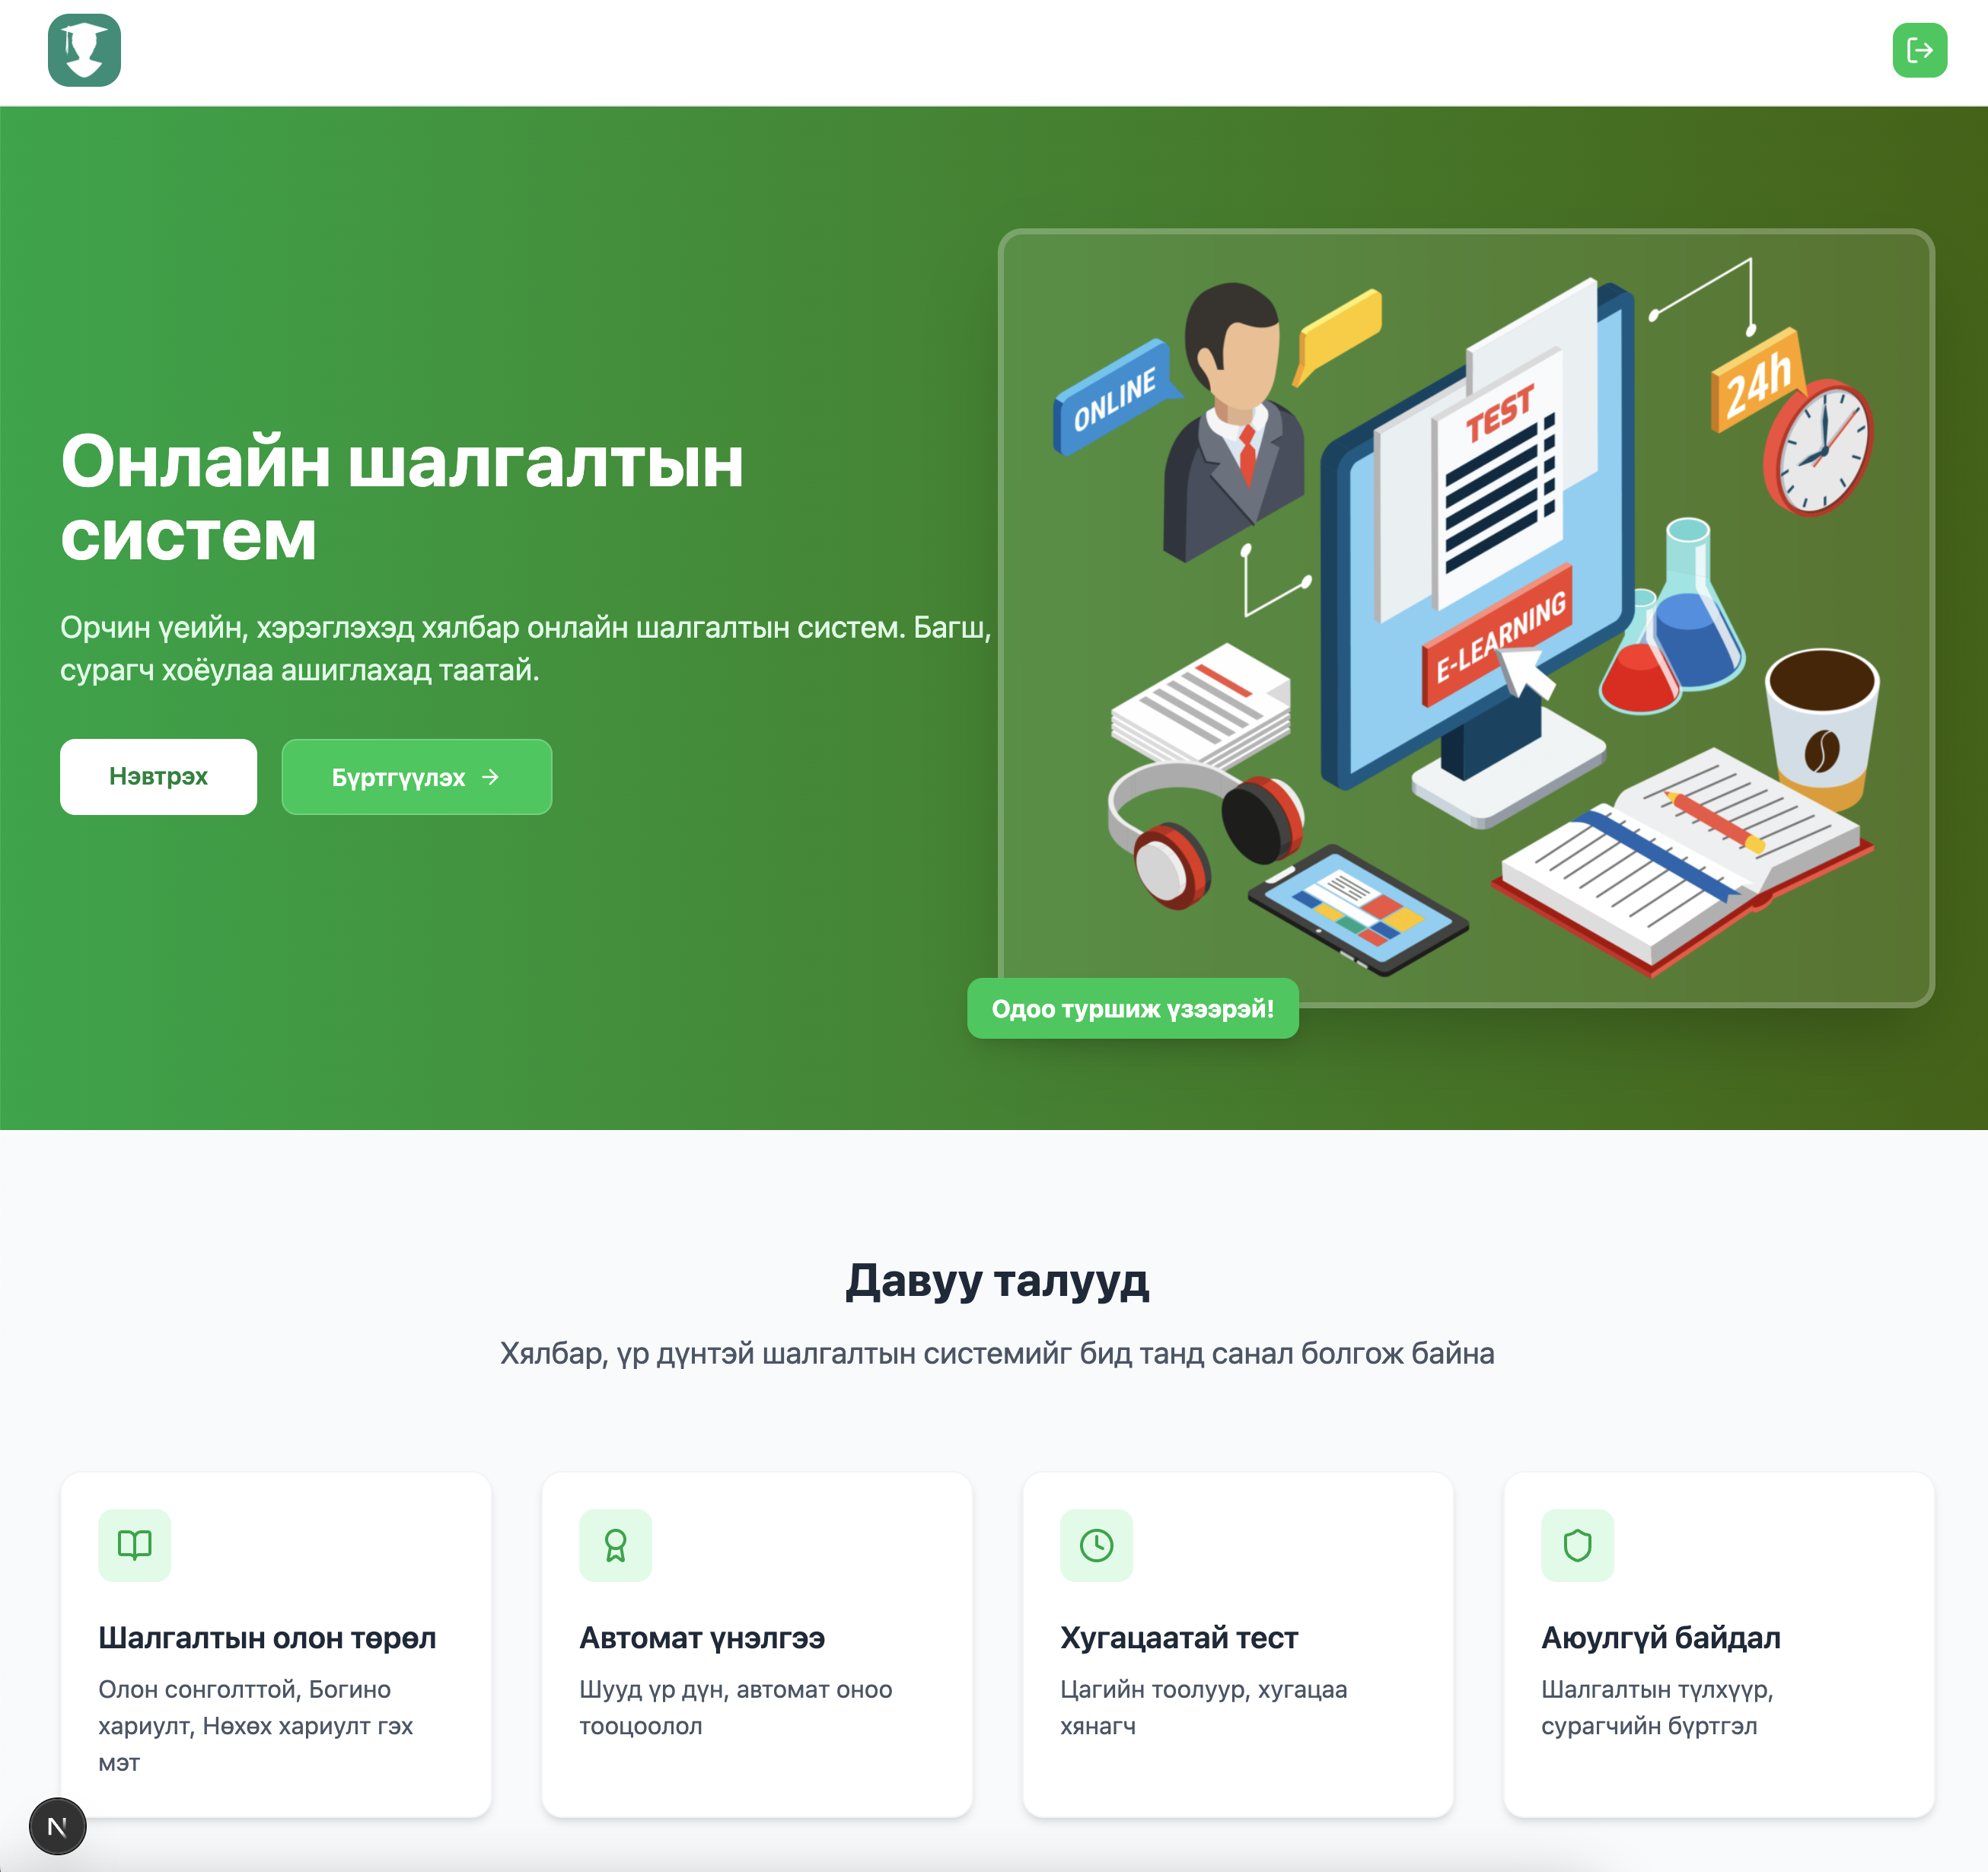 Онлайн шалгалтын
систем
Орчин үеийн, хэрэглэхэд хялбар онлайн шалгалтын систем. Багш,
сурагч хоёулаа ашиглахад таатай.
Нэвтрэх
Бүртгүүлэх →
ONLINE
TEST
24h
E-LEARNING
Одоо туршиж үзээрэй!
Давуу талууд
Хялбар, үр дүнтэй шалгалтын системийг бид танд санал болгож байна
Шалгалтын олон төрөл
Олон сонголттой, Богино
хариулт, Нөхөх хариулт гэх
мэт
Автомат үнэлгээ
Шууд үр дүн, автомат оноо
тооцоолол
Хугацаатай тест
Цагийн тоолуур, хугацаа
хянагч
Аюулгүй байдал
Шалгалтын түлхүүр,
сурагчийн бүртгэл
N